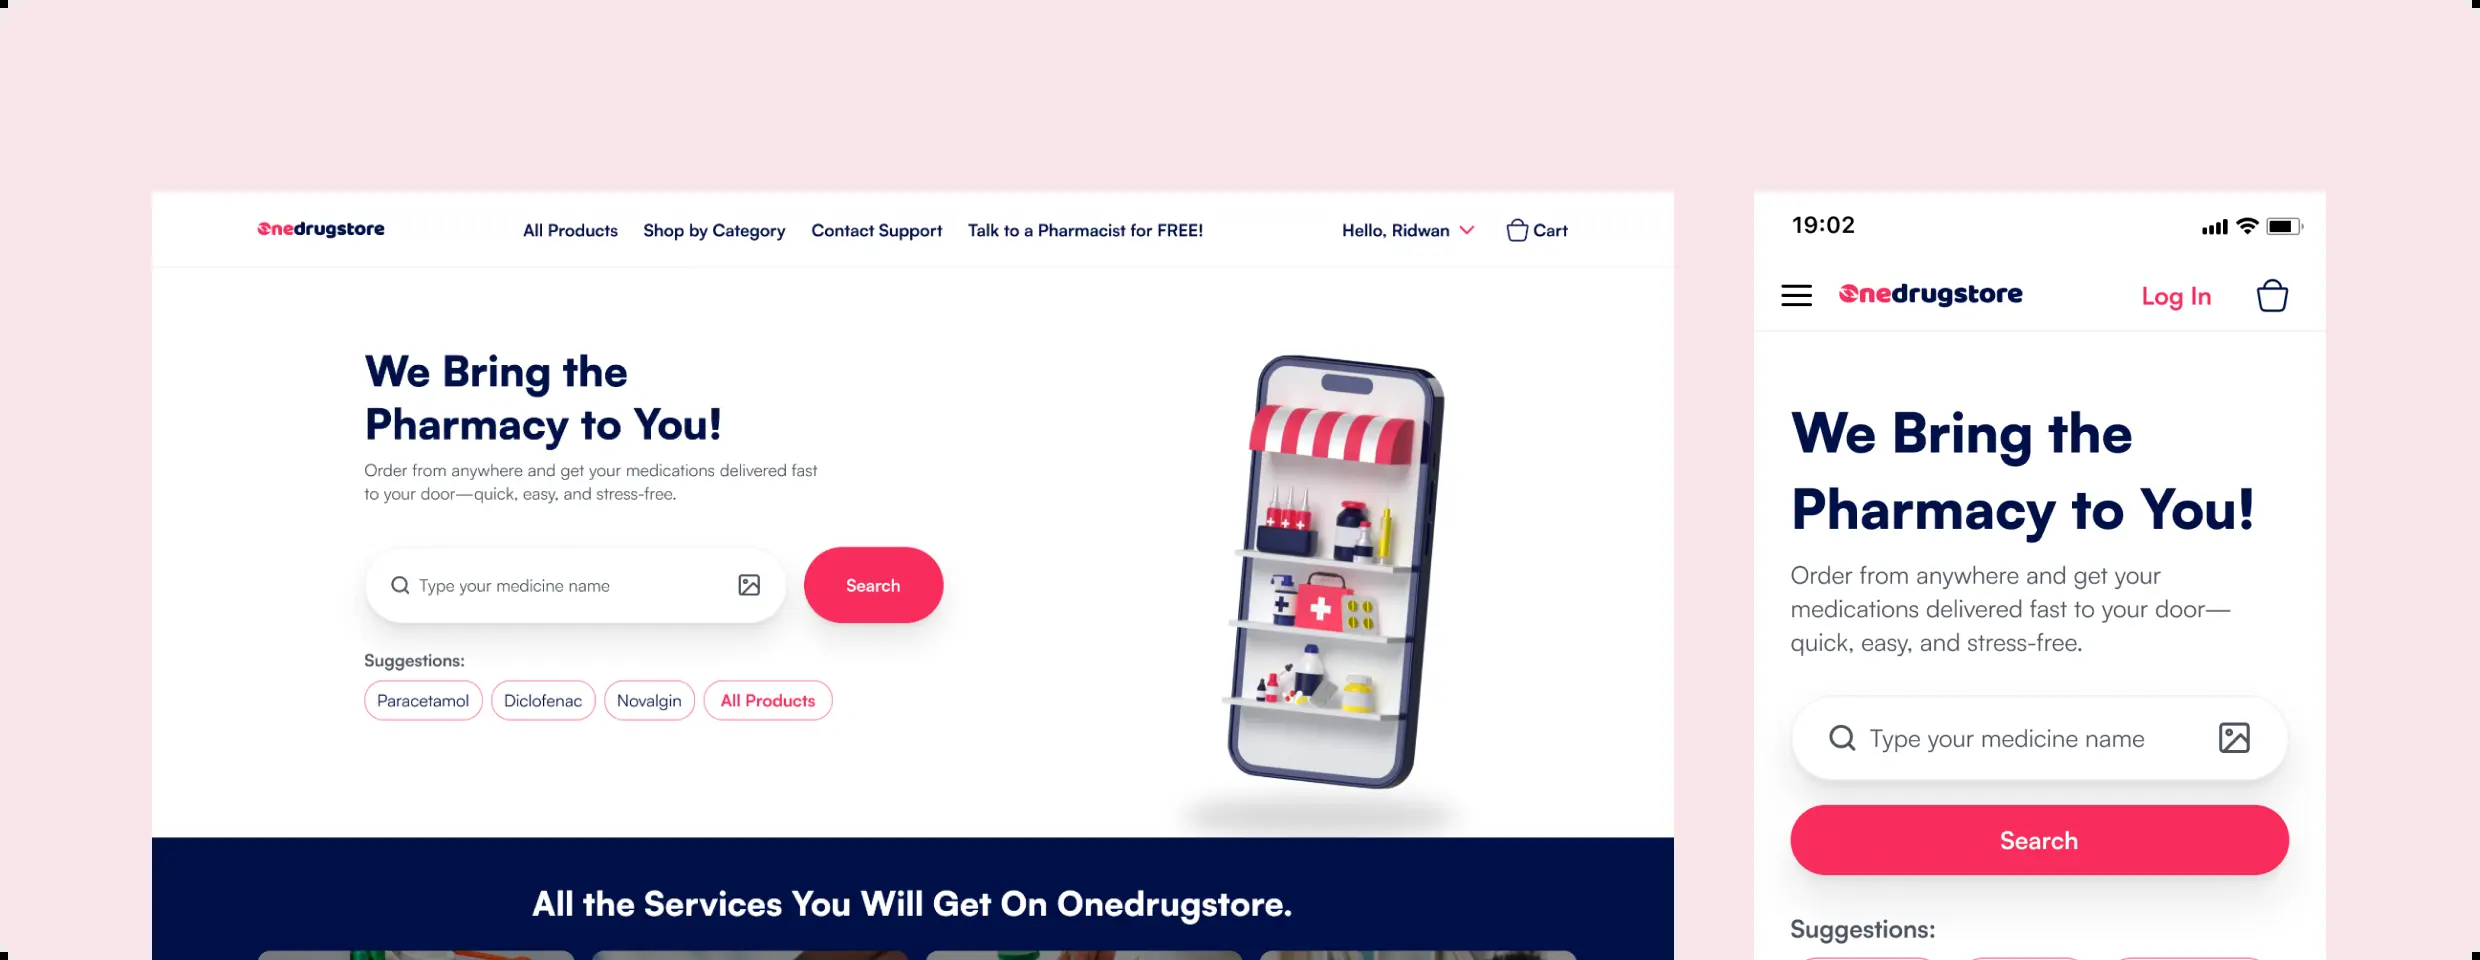 Onedrugstore
All Products
Shop by Category
Contact Support
Talk to a Pharmacist for FREE!
Hello, Ridwan
Cart
We Bring the
Pharmacy to You!
Order from anywhere and get your medications delivered fast
to your door—quick, easy, and stress-free.
Type your medicine name
Search
Suggestions:
Paracetamol
Diclofenac
Novalgin
All Products
All the Services You Will Get On Onedrugstore.
19:02
Onedrugstore
Log In
We Bring the
Pharmacy to You!
Order from anywhere and get your
medications delivered fast to your door—
quick, easy, and stress-free.
Type your medicine name
Search
Suggestions: